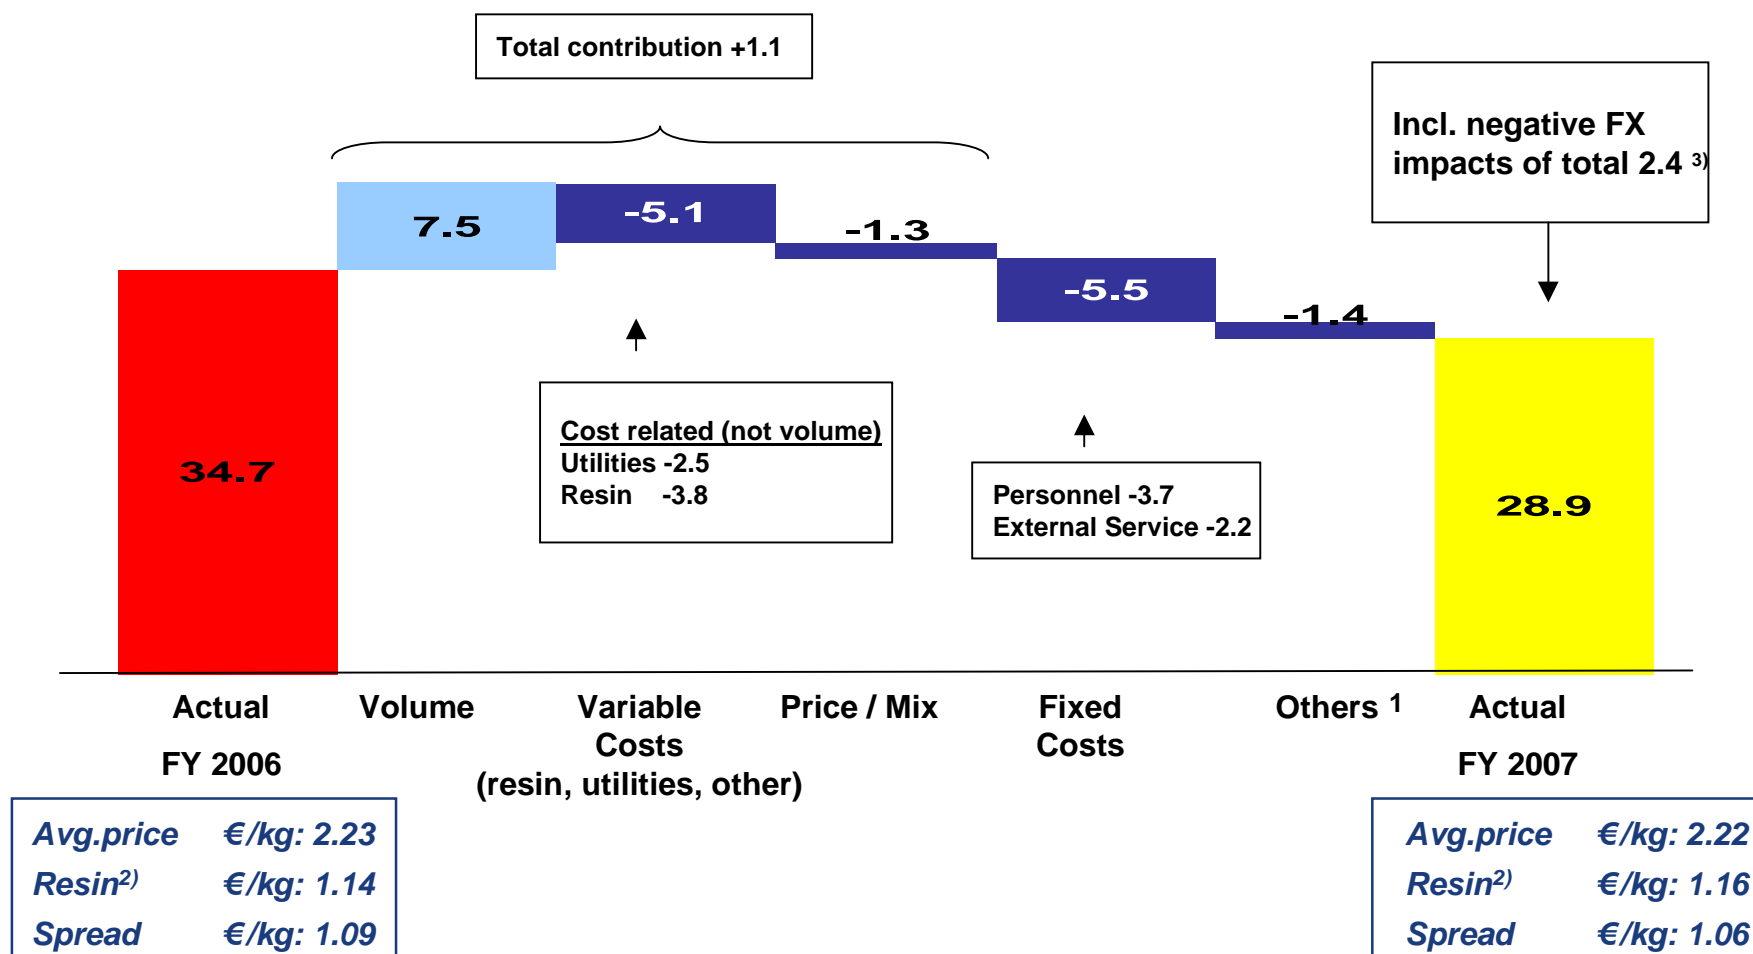 Total contribution +1.1
Incl. negative FX
impacts of total 2.4 3)
7.5
-5.1
-1.3
-5.5
-1.4
34.7
28.9
Cost related (not volume)
Utilities -2.5
Resin -3.8
Personnel -3.7
External Service -2.2
Actual
FY 2006
Volume
Variable
Costs
(resin, utilities, other)
Price / Mix
Fixed
Costs
Others 1
Actual
FY 2007
Avg.price €/kg: 2.23
Resin2) €/kg: 1.14
Spread €/kg: 1.09
Avg.price €/kg: 2.22
Resin2) €/kg: 1.16
Spread €/kg: 1.06